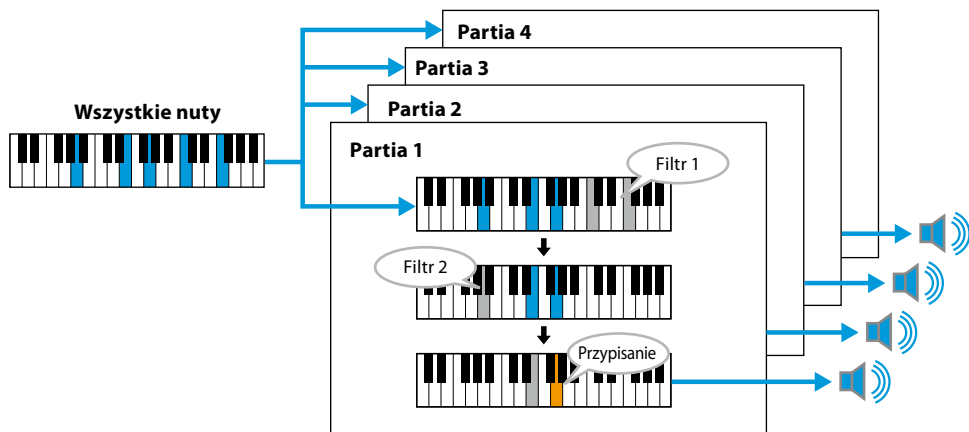 Partia 4
Partia 3
Wszystkie nuty
Partia 2
Partia 1
Filtr 1
Filtr 2
Przypisanie